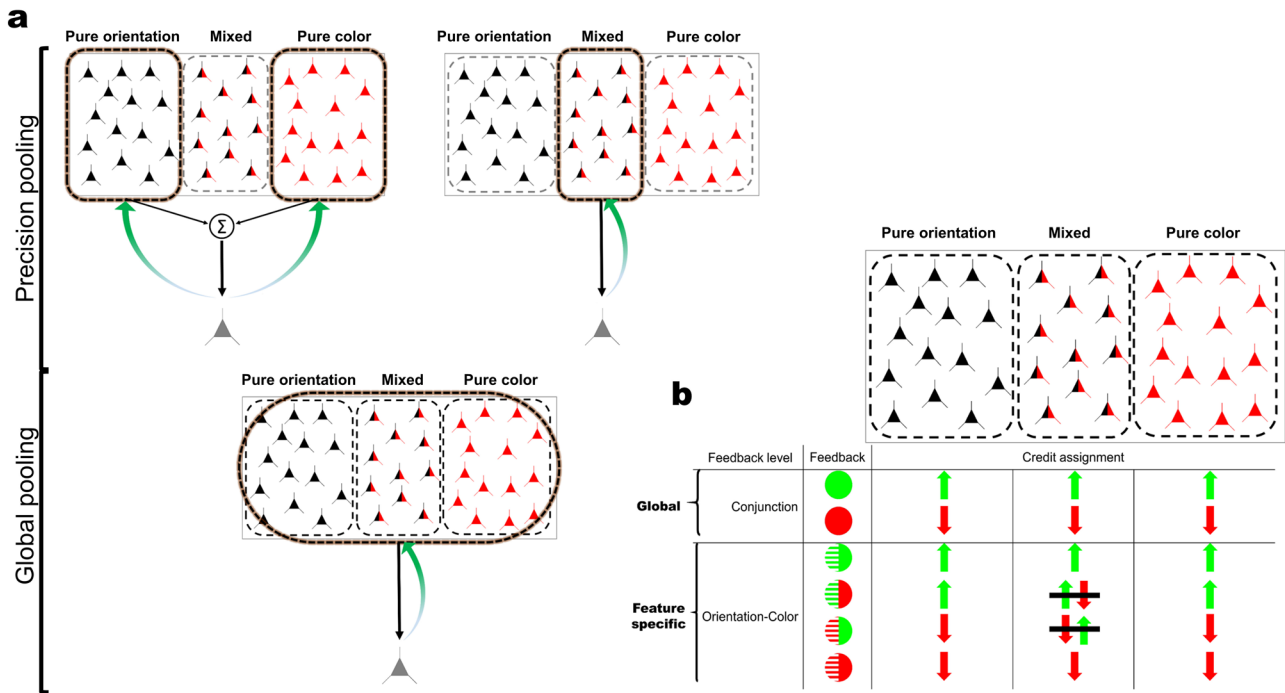 a
Pure orientation Mixed Pure color
Pure orientation Mixed Pure color
Precision pooling
Σ
Pure orientation Mixed Pure color
Global pooling
b
Pure orientation Mixed Pure color
Feedback level Feedback Credit assignment
Global Conjunction
Feature
specific
Orientation-Color